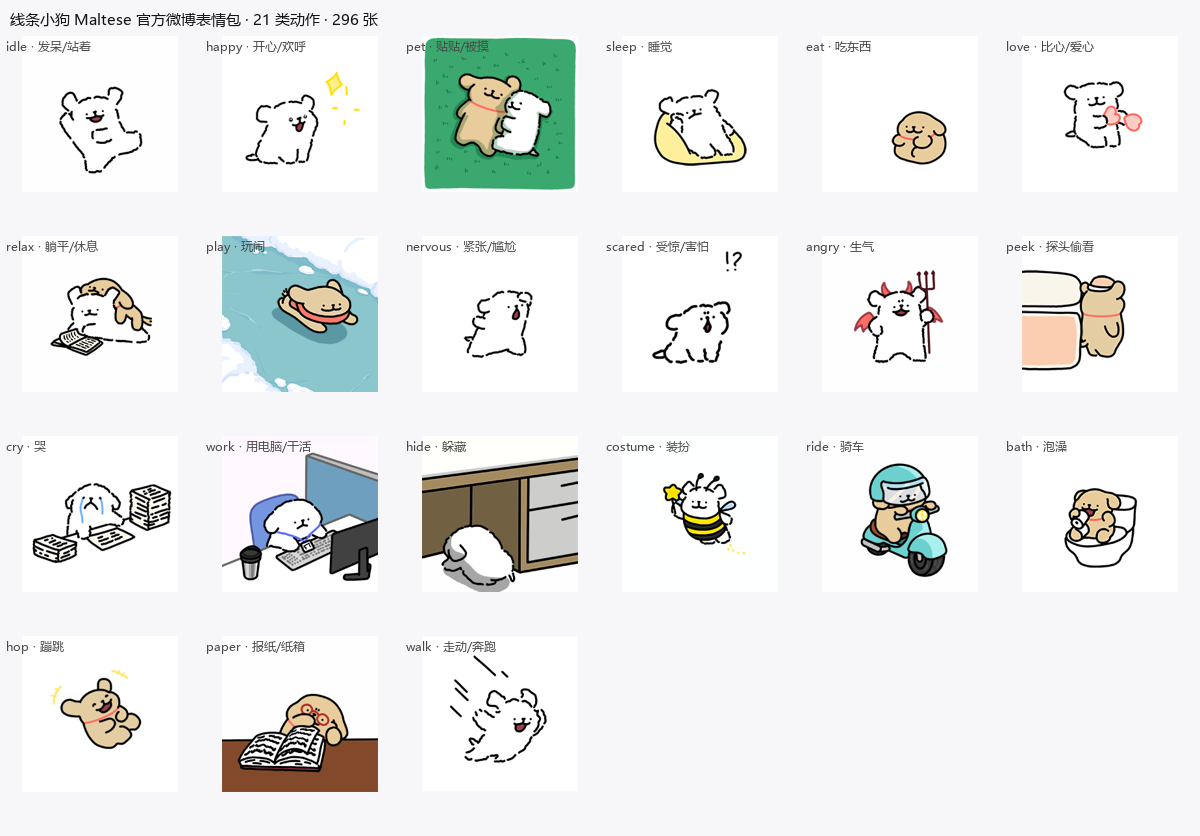 线条小狗 Maltese 官方微博表情包 · 21 类动作 · 296 张
idle · 发呆/站着
happy · 开心/欢呼
pet · 贴贴/被摸
sleep · 睡觉
eat · 吃东西
love · 比心/爱心
relax · 躺平/休息
play · 玩闹
nervous · 紧张/尴尬
scared · 受惊/害怕
!?
angry · 生气
peek · 探头偷看
cry · 哭
work · 用电脑/干活
hide · 躲藏
costume · 装扮
ride · 骑车
bath · 泡澡
hop · 蹦跳
paper · 报纸/纸箱
walk · 走动/奔跑